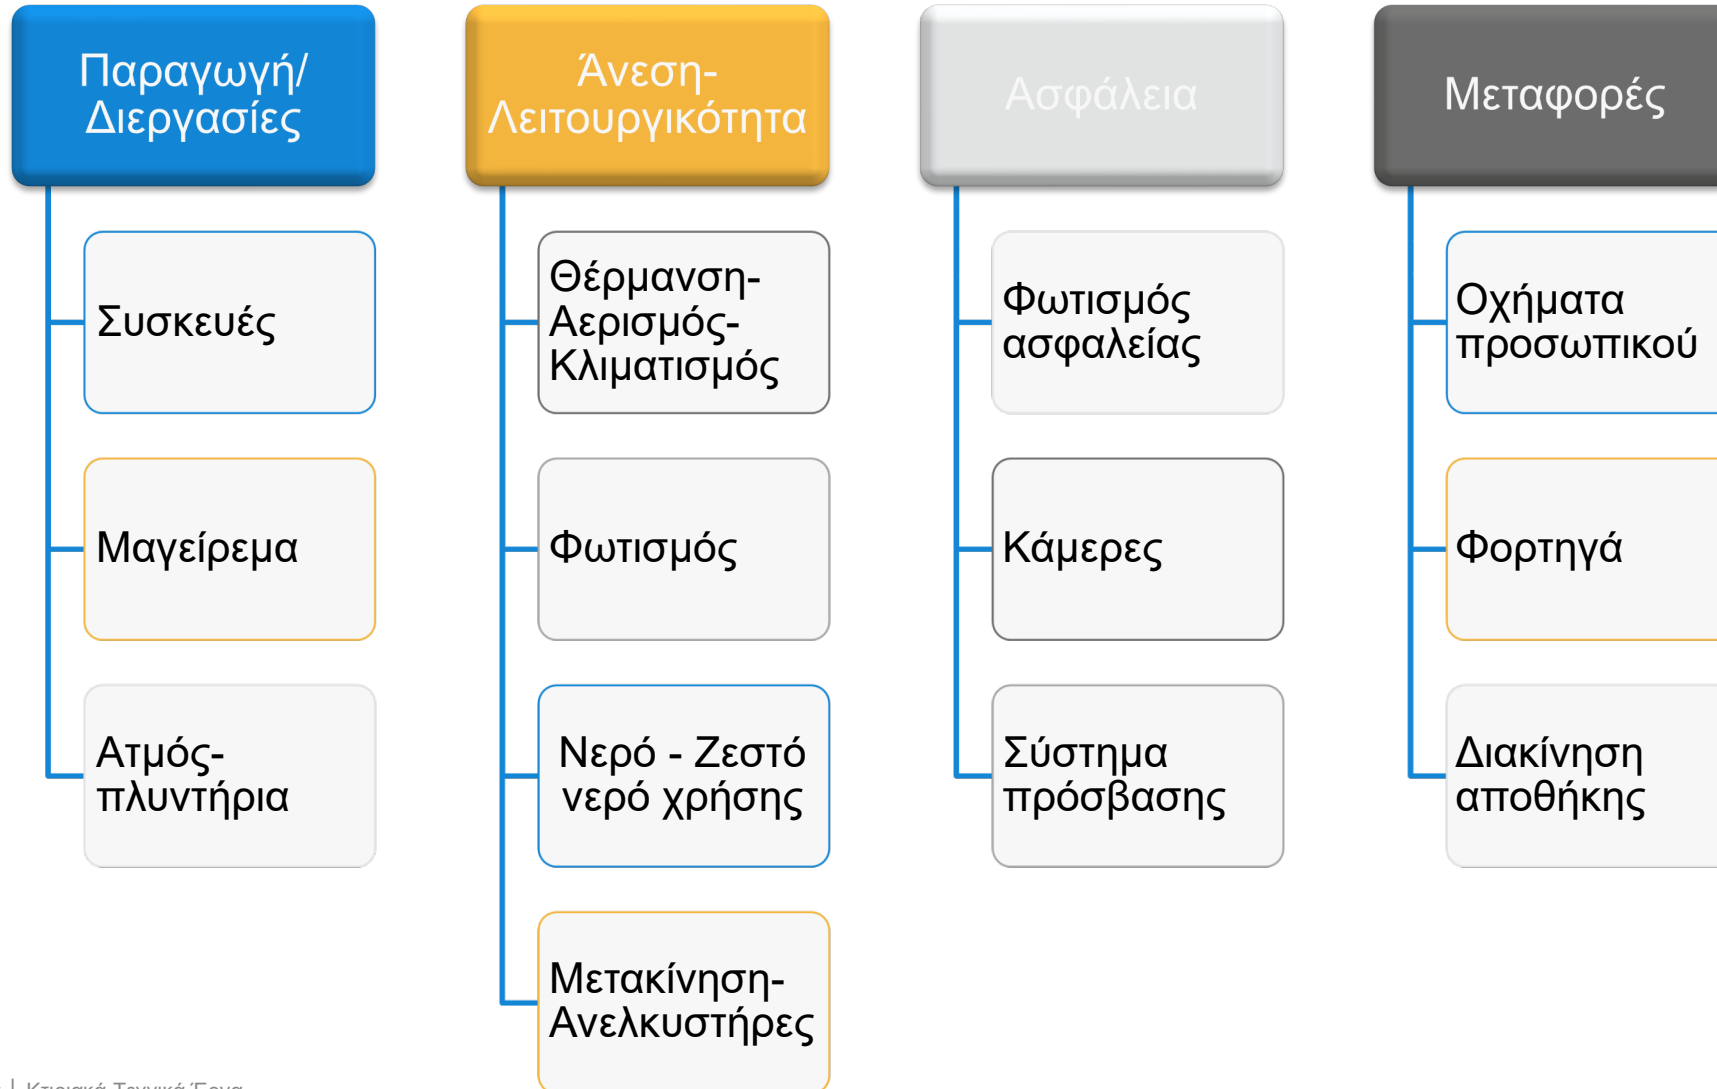 Παραγωγή/
Διεργασίες
Συσκευές
Μαγείρεμα
Ατμός-
πλυντήρια
Άνεση-
Λειτουργικότητα
Θέρμανση-
Αερισμός-
Κλιματισμός
Φωτισμός
Νερό - Ζεστό
νερό χρήσης
Μετακίνηση-
Ανελκυστήρες
Ασφάλεια
Φωτισμός
ασφαλείας
Κάμερες
Σύστημα
πρόσβασης
Μεταφορές
Οχήματα
προσωπικού
Φορτηγά
Διακίνηση
αποθήκης